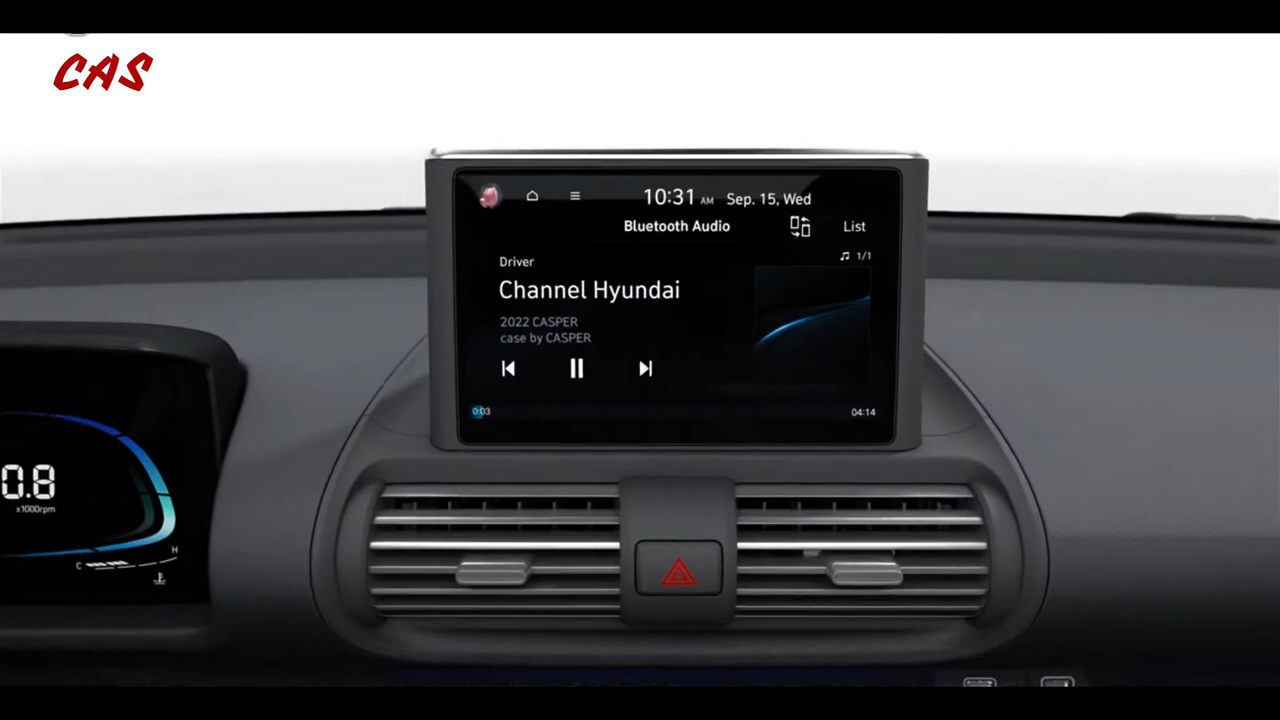 CAS
10:31 AM Sep. 15, Wed
Bluetooth Audio
List
1/1
Driver
Channel Hyundai
2022 CASPER
case by CASPER
0:03
04:14
0.8
x1000rpm
H
C